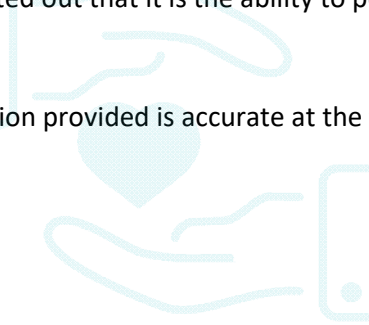 ted out that it is the ability to p
ion provided is accurate at the